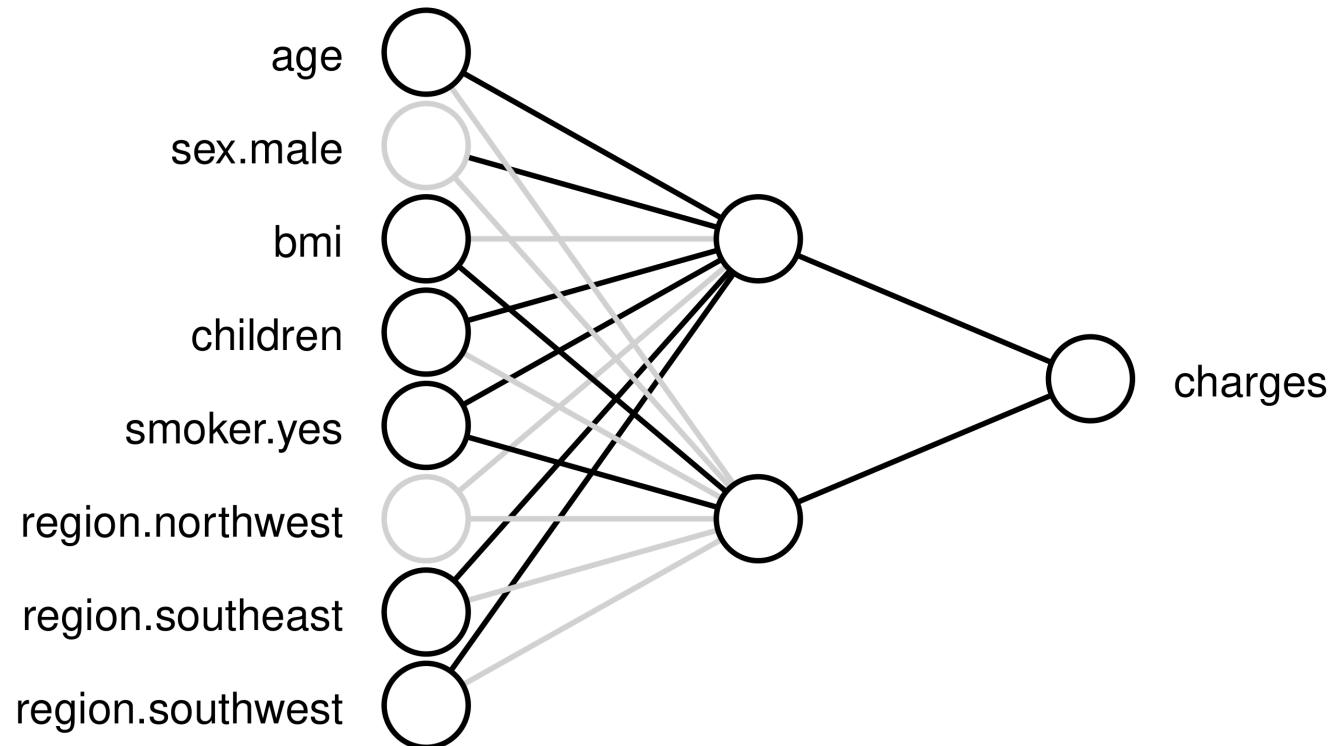 age
sex.male
bmi
children
smoker.yes
region.northwest
region.southeast
region.southwest
charges